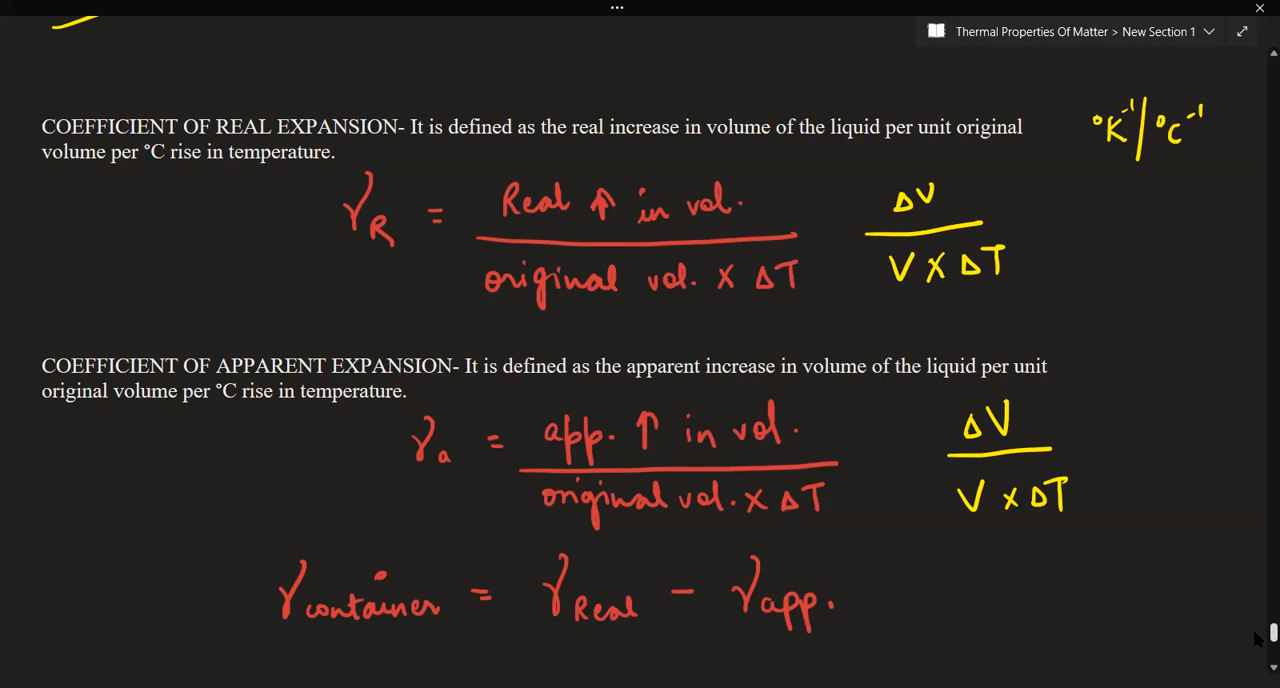 Thermal Properties Of Matter > New Section 1
COEFFICIENT OF REAL EXPANSION- It is defined as the real increase in volume of the liquid per unit original
volume per °C rise in temperature.
°K⁻¹/°C⁻¹
γR = Real ↑ in vol.
original vol. × ΔT
ΔV
V × ΔT
COEFFICIENT OF APPARENT EXPANSION- It is defined as the apparent increase in volume of the liquid per unit
original volume per °C rise in temperature.
γa = app. ↑ in vol.
original vol. × ΔT
ΔV
V × ΔT
γcontainer = γReal - γapp.